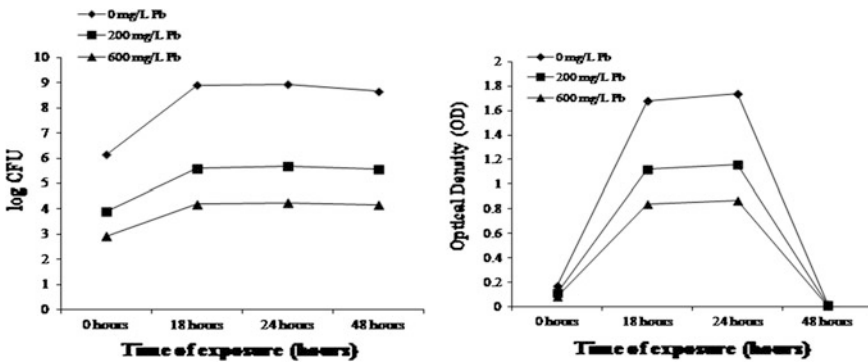 0 mg/L Pb
200 mg/L Pb
600 mg/L Pb
10
9
8
7
6
5
4
3
2
1
0
log CFU
0 hours
18 hours
24 hours
48 hours
Time of exposure (hours)
0 mg/L Pb
200 mg/L Pb
600 mg/L Pb
2
1.8
1.6
1.4
1.2
1
0.8
0.6
0.4
0.2
0
Optical Density (OD)
0 hours
18 hours
24 hours
48 hours
Time of exposure (hours)